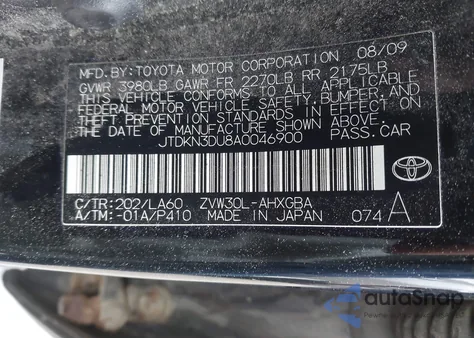 MFD.BY:TOYOTA MOTOR CORPORATION 08/09
GVWR 3980LB GAWR FR 2270LB RR 2175LB
THIS VEHICLE CONFORMS TO ALL APPLICABLE
FEDERAL MOTOR VEHICLE SAFETY,BUMPER,AND
THEFT PREVENTION STANDARDS IN EFFECT ON
THE DATE OF MANUFACTURE SHOWN ABOVE.
JTDKN3DU8A0046900 PASS.CAR
C/TR:202/LA60 ZVW30L-AHXGBA
A/TM:-01A/P410 MADE IN JAPAN 074 A
TOYOTA
autoSnap